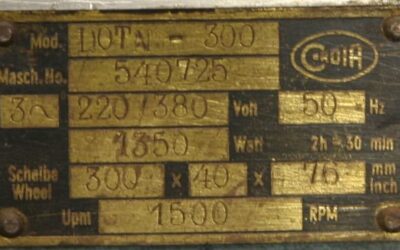 Mod. DOTN - 300
Masch. No. 540725
3~ 220/380 Volt 50 Hz
1350 Watt 2h-30 min
Scheibe Wheel 300 x 40 x 76 mm inch
Upm 1500 RPM